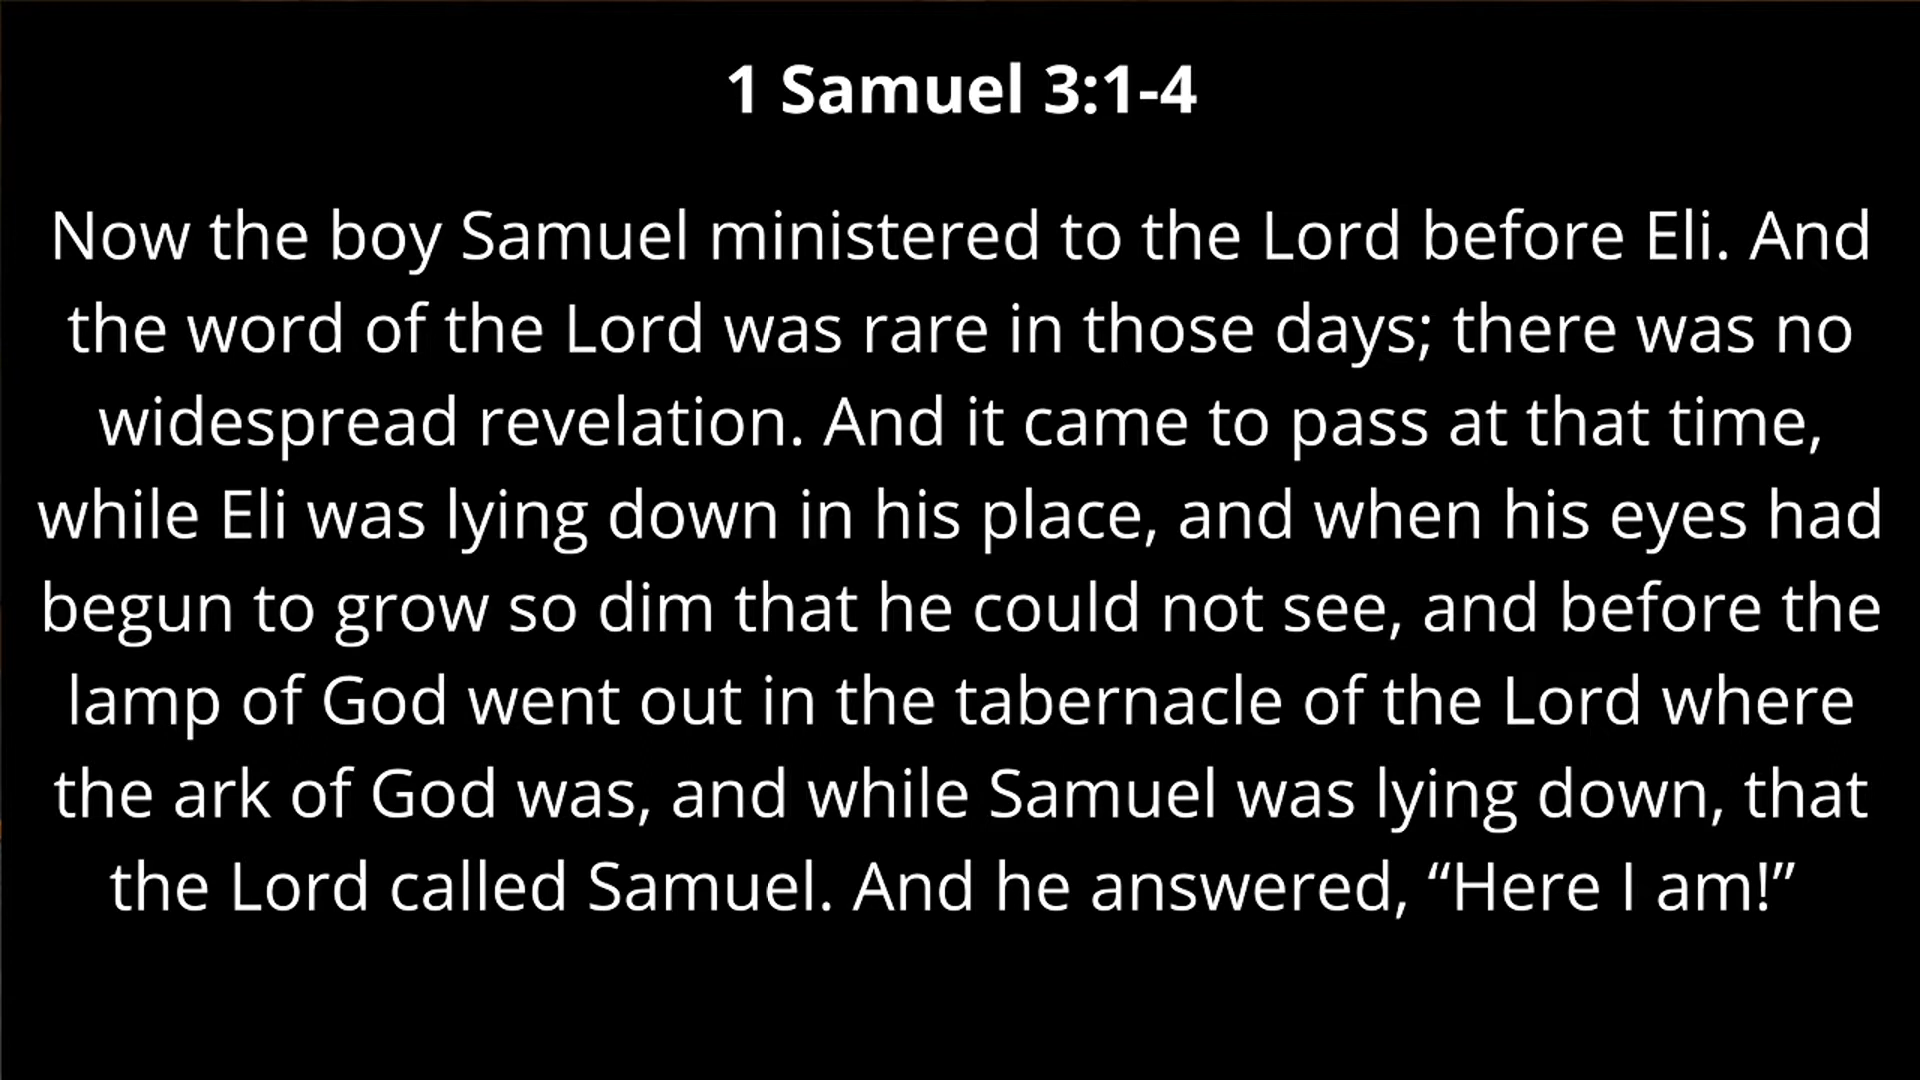 1 Samuel 3:1-4
Now the boy Samuel ministered to the Lord before Eli. And
the word of the Lord was rare in those days; there was no
widespread revelation. And it came to pass at that time,
while Eli was lying down in his place, and when his eyes had
begun to grow so dim that he could not see, and before the
lamp of God went out in the tabernacle of the Lord where
the ark of God was, and while Samuel was lying down, that
the Lord called Samuel. And he answered, “Here I am!”